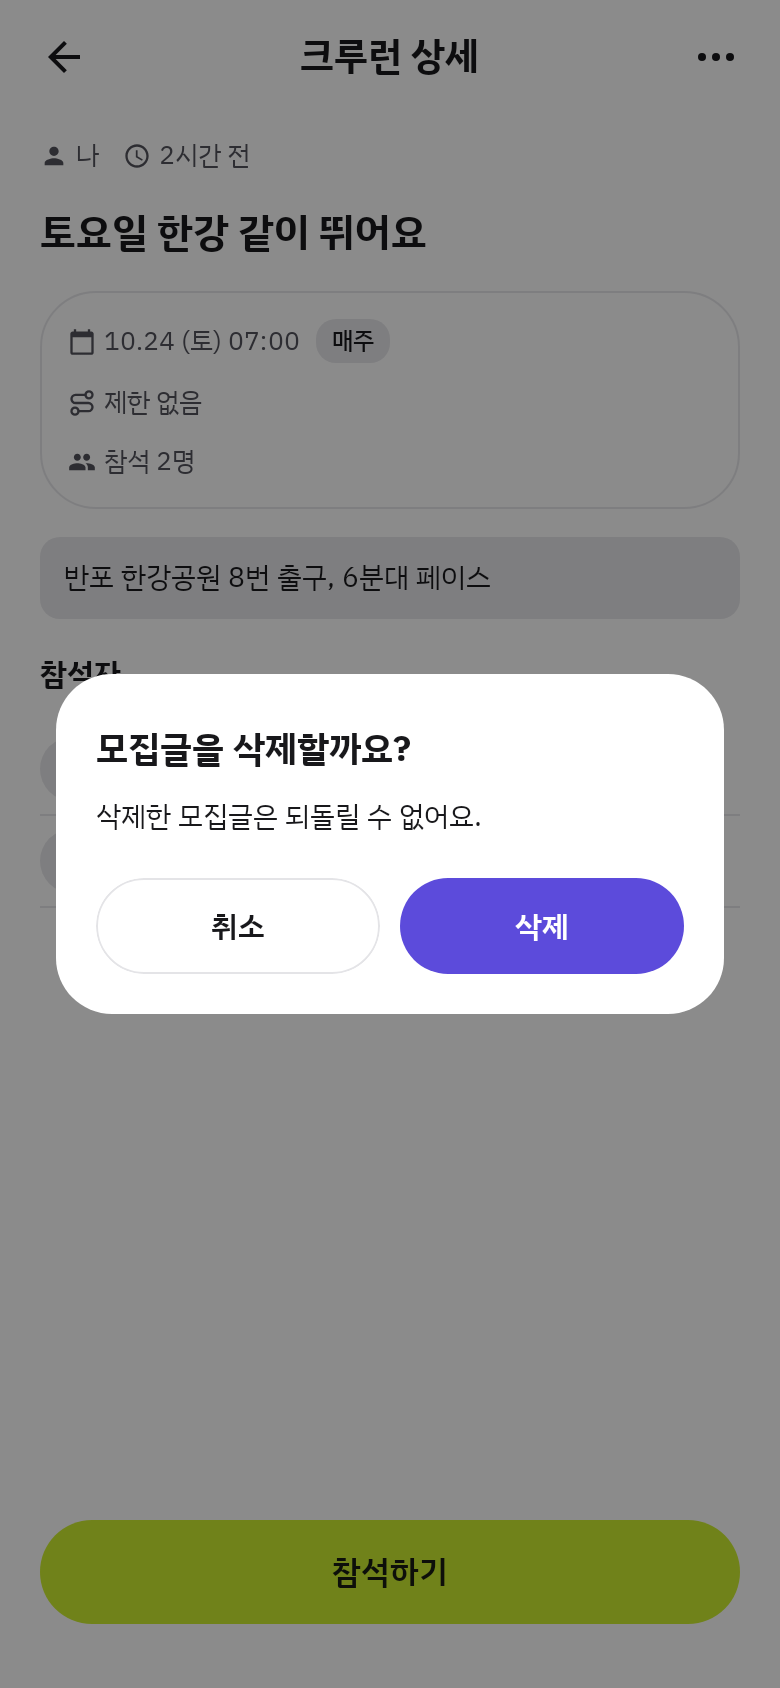 크루런 상세
나 2시간 전
토요일 한강 같이 뛰어요
10.24 (토) 07:00 매주
제한 없음
참석 2명
반포 한강공원 8번 출구, 6분대 페이스
참석자
모집글을 삭제할까요?
삭제한 모집글은 되돌릴 수 없어요.
취소 삭제
참석하기